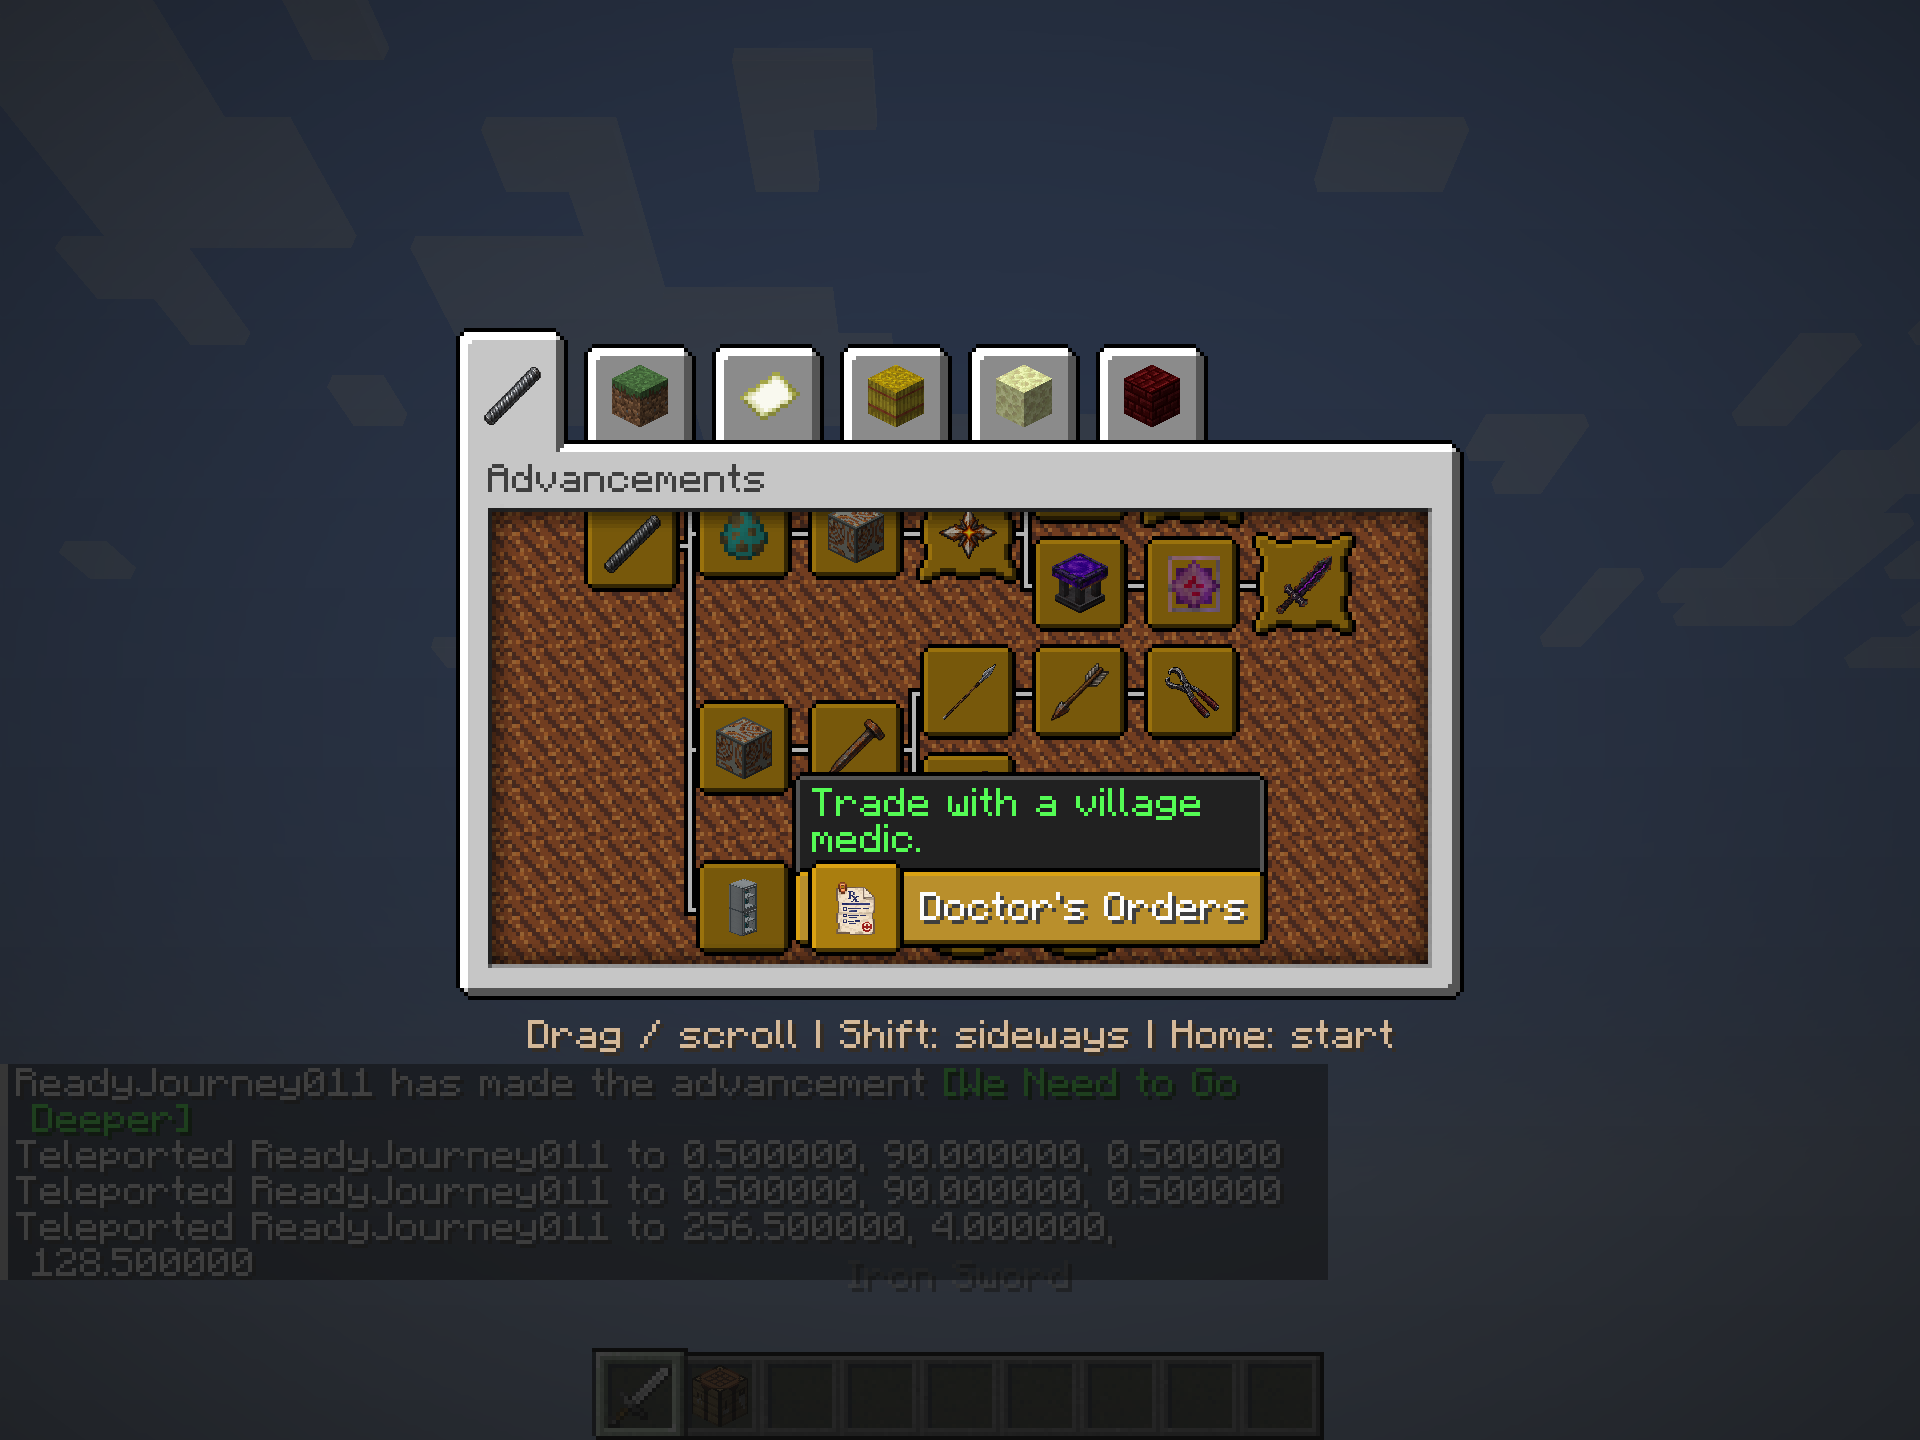 Advancements
Trade with a village
medic.
Rx
Doctor's Orders
Drag / scroll | Shift: sideways | Home: start
ReadyJourney011 has made the advancement [We Need to Go
Deeper]
Teleported ReadyJourney011 to 0.500000, 90.000000, 0.500000
Teleported ReadyJourney011 to 0.500000, 90.000000, 0.500000
Teleported ReadyJourney011 to 256.500000, 4.000000,
128.500000
Iron Sword